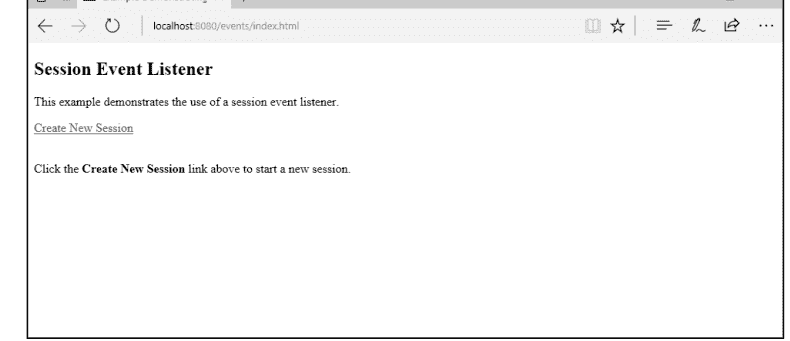 localhost:8080/events/index.html
Session Event Listener
This example demonstrates the use of a session event listener.
Create New Session
Click the Create New Session link above to start a new session.